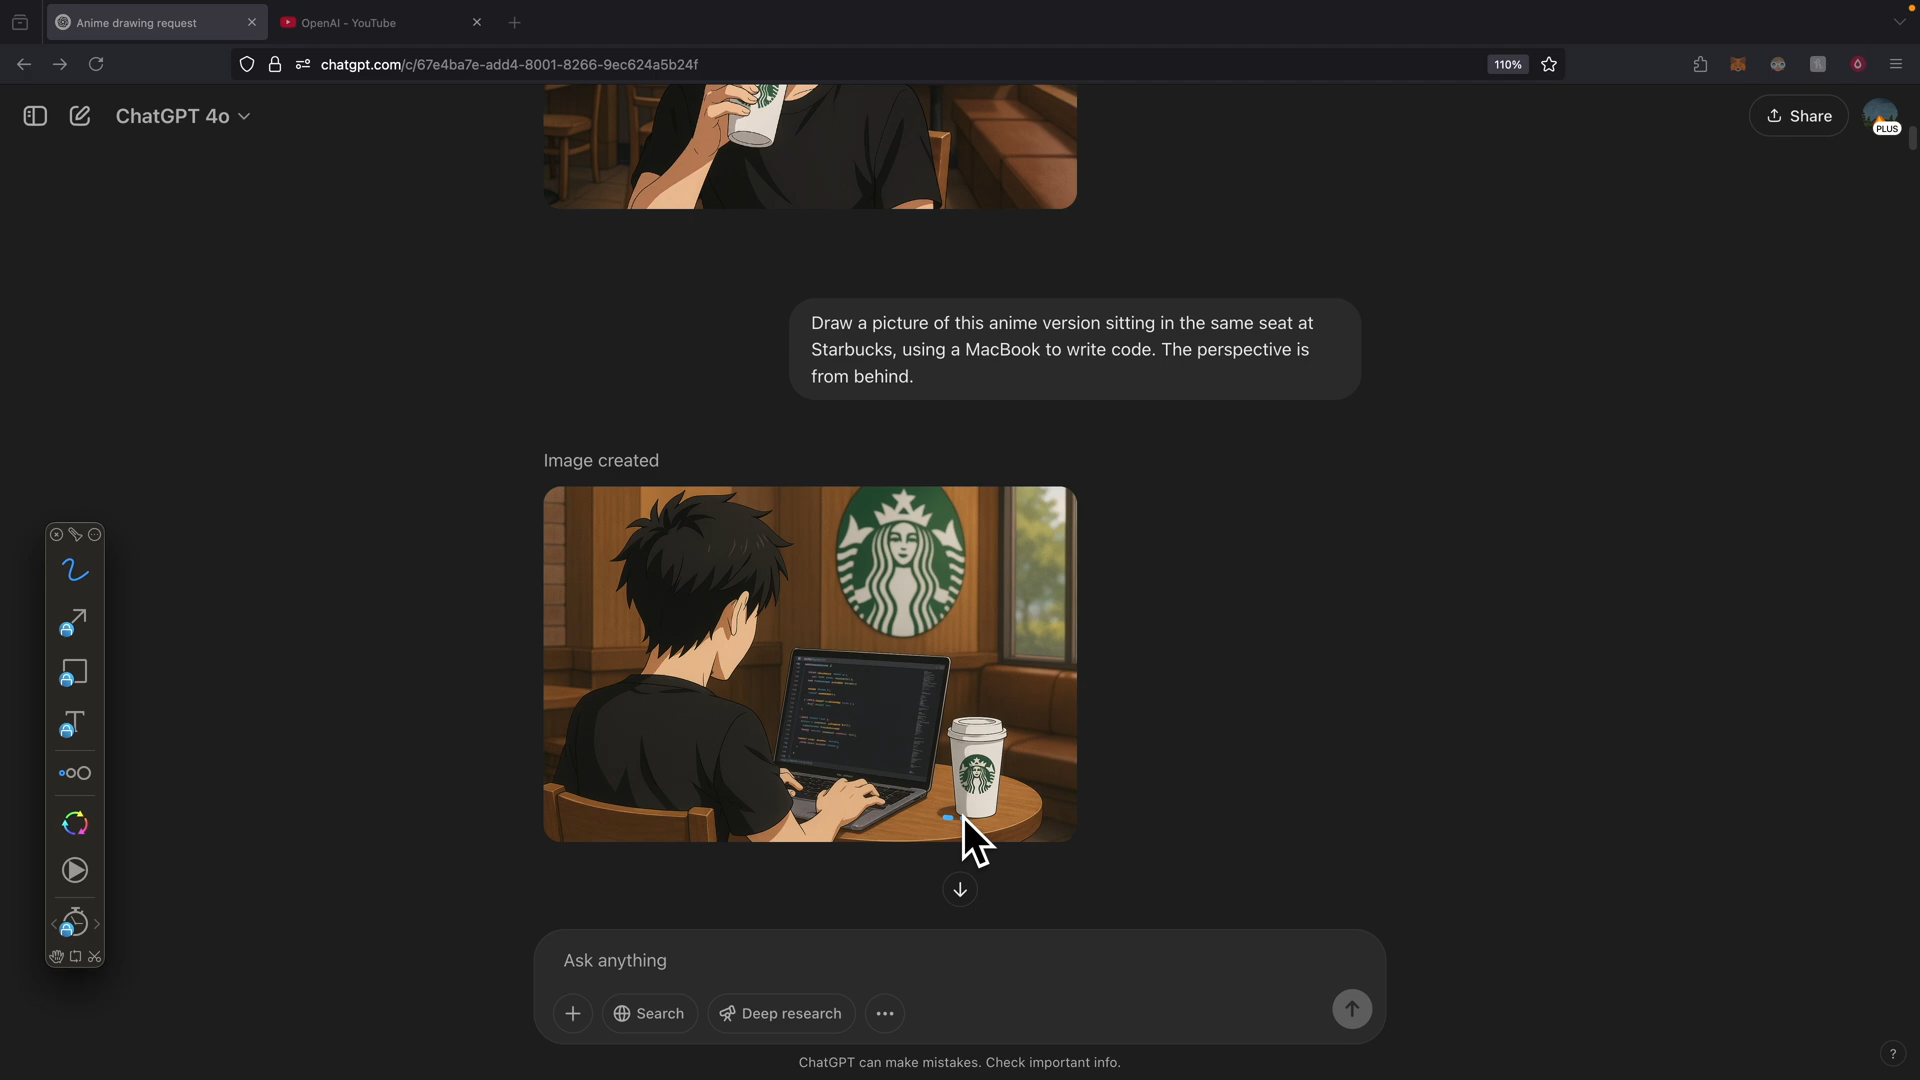 Anime drawing request
OpenAI - YouTube
chatgpt.com/c/67e4ba7e-add4-8001-8266-9ec624a5b24f
110%
ChatGPT 4o
Share
PLUS
Draw a picture of this anime version sitting in the same seat at
Starbucks, using a MacBook to write code. The perspective is
from behind.
Image created
T
Ask anything
Search
Deep research
ChatGPT can make mistakes. Check important info.
?